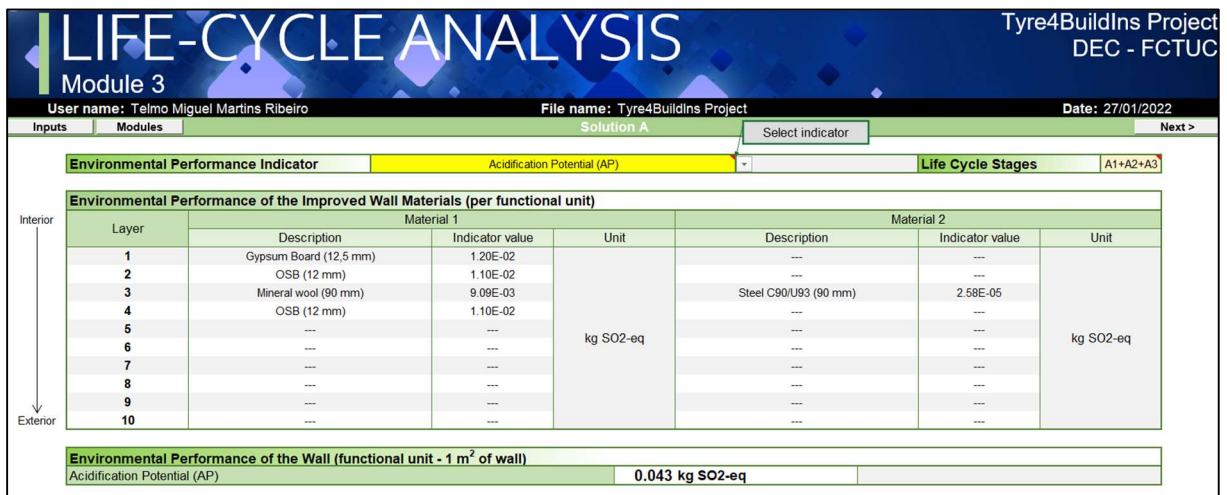 LIFE-CYCLE ANALYSIS
Tyre4BuildIns Project
DEC - FCTUC
Module 3
User name: Telmo Miguel Martins Ribeiro File name: Tyre4BuildIns Project Date: 27/01/2022
Inputs Modules Solution A Next >
Select indicator
Environmental Performance Indicator Acidification Potential (AP) Life Cycle Stages A1+A2+A3
Environmental Performance of the Improved Wall Materials (per functional unit)
Interior
Layer Material 1 Material 2
Description Indicator value Unit Description Indicator value Unit
1 Gypsum Board (12,5 mm) 1.20E-02 --- ---
2 OSB (12 mm) 1.10E-02 --- ---
3 Mineral wool (90 mm) 9.09E-03 Steel C90/U93 (90 mm) 2.58E-05
4 OSB (12 mm) 1.10E-02 --- ---
5 --- --- --- ---
kg SO2-eq kg SO2-eq
6 --- --- --- ---
7 --- --- --- ---
8 --- --- --- ---
9 --- --- --- ---
Exterior 10 --- --- --- ---
Environmental Performance of the Wall (functional unit - 1 m² of wall)
Acidification Potential (AP) 0.043 kg SO2-eq